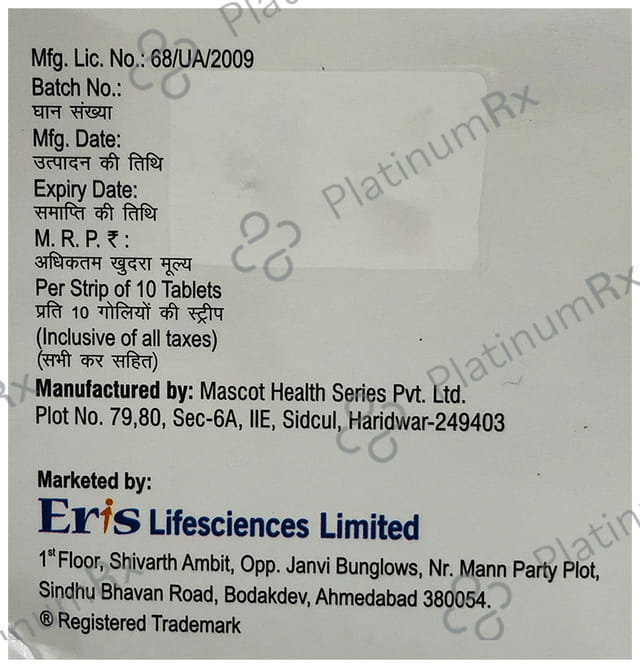 Mfg. Lic. No.: 68/UA/2009
Batch No.:
घान संख्या
Mfg. Date:
उत्पादन की तिथि
Expiry Date:
समाप्ति की तिथि
M. R. P. ₹ :
अधिकतम खुदरा मूल्य
Per Strip of 10 Tablets
प्रति 10 गोलियों की स्ट्रीप
(Inclusive of all taxes)
(सभी कर सहित)
Manufactured by: Mascot Health Series Pvt. Ltd.
Plot No. 79,80, Sec-6A, IIE, Sidcul, Haridwar-249403
Marketed by:
Eris Lifesciences Limited
1st Floor, Shivarth Ambit, Opp. Janvi Bunglows, Nr. Mann Party Plot,
Sindhu Bhavan Road, Bodakdev, Ahmedabad 380054.
® Registered Trademark
PlatinumRx
PlatinumRx
PlatinumRx